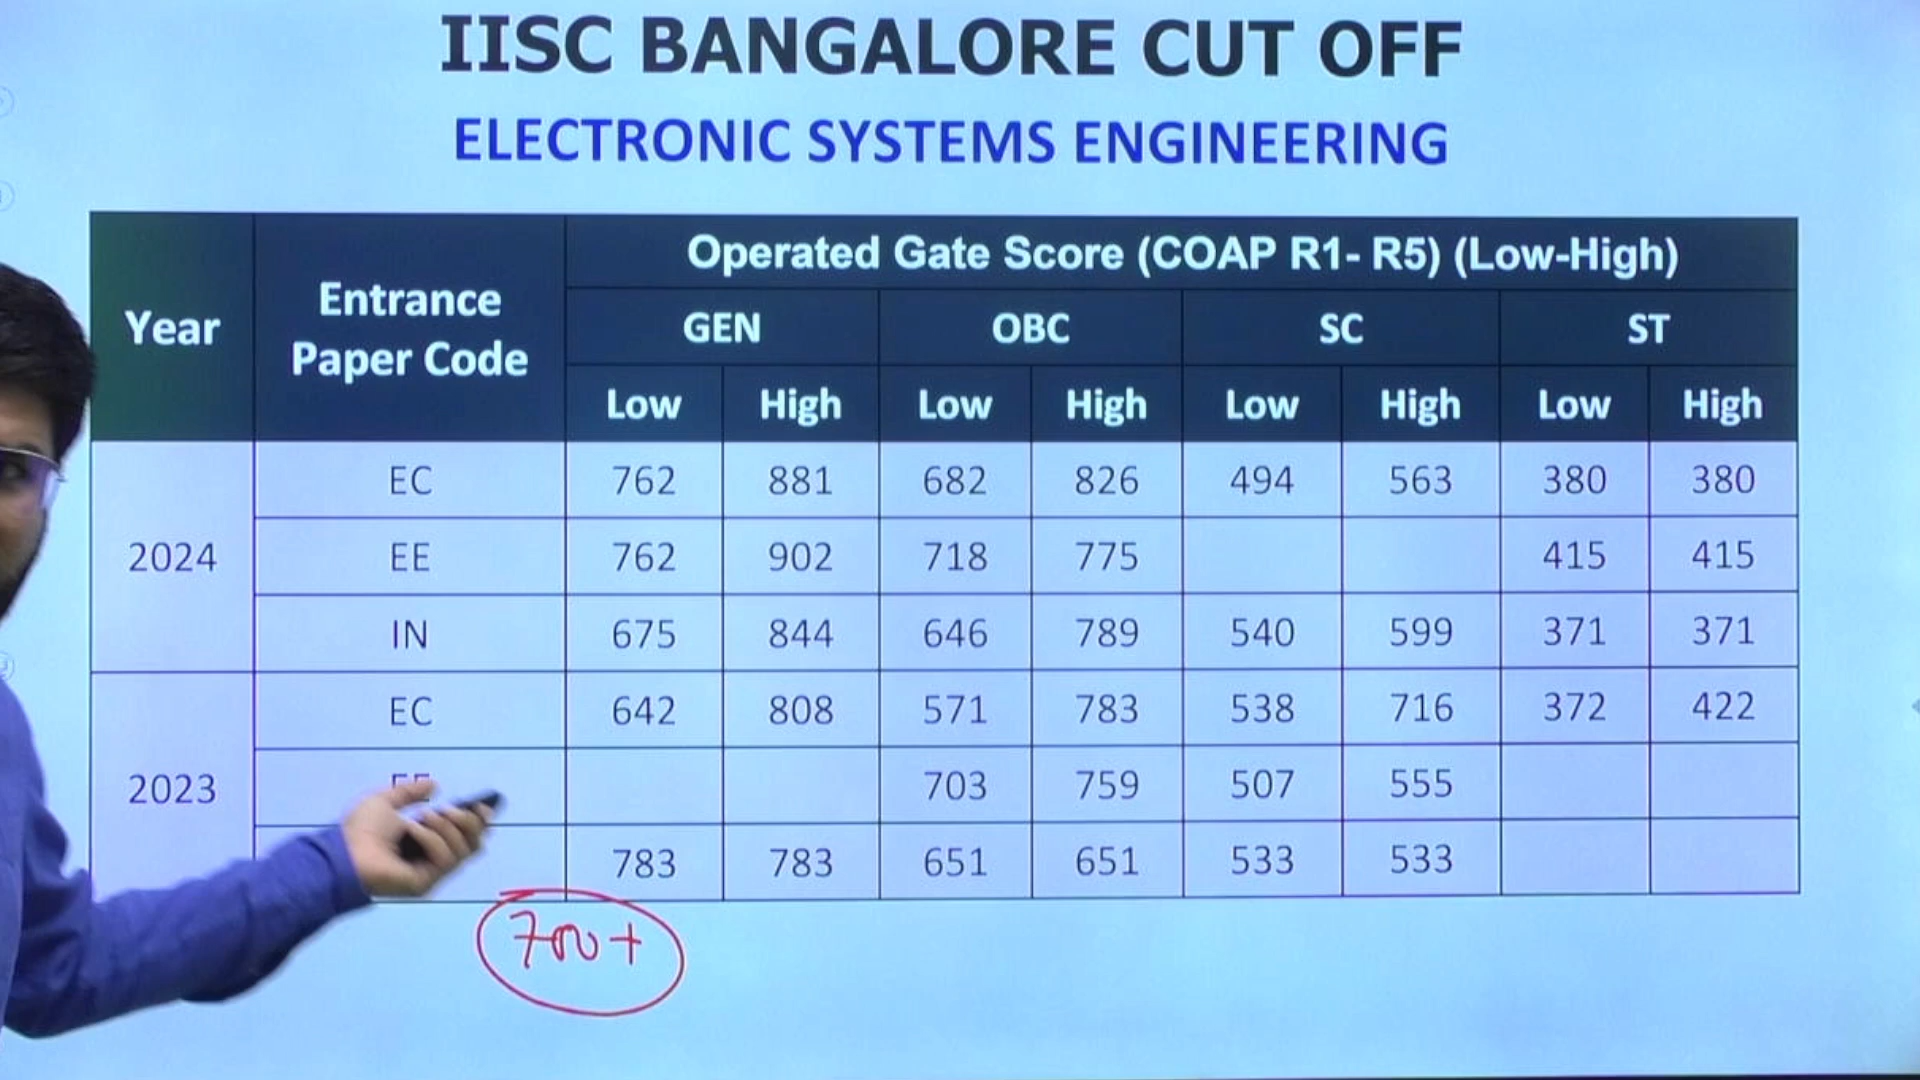 IISC BANGALORE CUT OFF
ELECTRONIC SYSTEMS ENGINEERING
Year Entrance Paper Code Operated Gate Score (COAP R1- R5) (Low-High)
GEN OBC SC ST
Low High Low High Low High Low High
2024 EC 762 881 682 826 494 563 380 380
EE 762 902 718 775 415 415
IN 675 844 646 789 540 599 371 371
2023 EC 642 808 571 783 538 716 372 422
703 759 507 555
783 783 651 651 533 533
700+